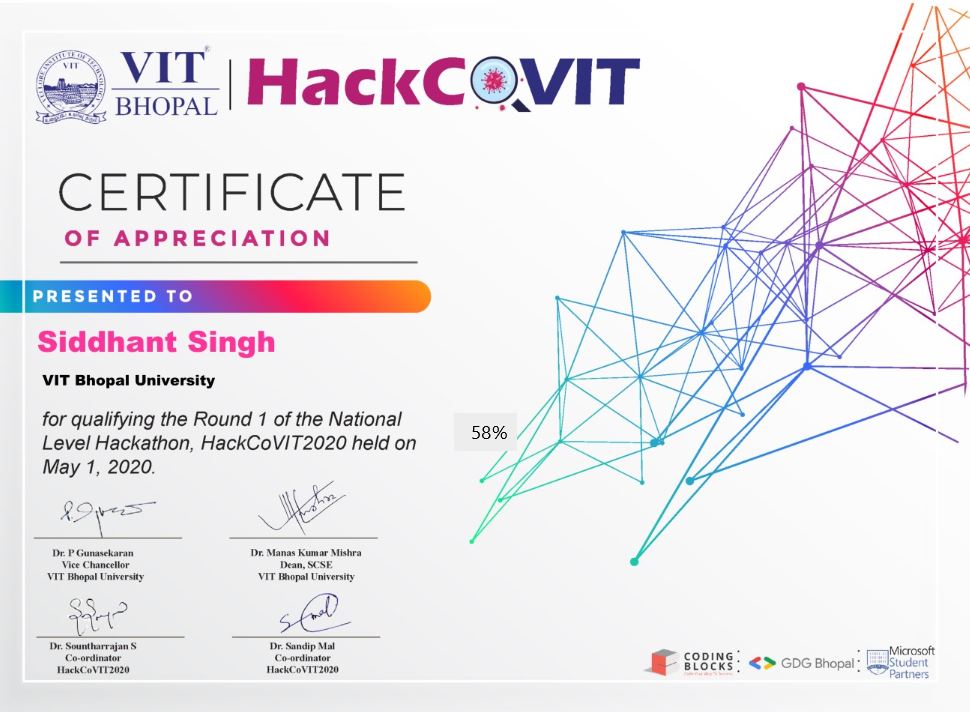 VIT
VIT®
BHOPAL
HackCOVIT
CERTIFICATE
OF APPRECIATION
PRESENTED TO
Siddhant Singh
VIT Bhopal University
for qualifying the Round 1 of the National
Level Hackathon, HackCoVIT2020 held on
May 1, 2020.
58%
Dr. P Gunasekaran
Vice Chancellor
VIT Bhopal University
Dr. Manas Kumar Mishra
Dean, SCSE
VIT Bhopal University
Dr. Sountharrajan S
Co-ordinator
HackCoVIT2020
Dr. Sandip Mal
Co-ordinator
HackCoVIT2020
CODING
BLOCKS
GDG Bhopal
Microsoft
Student
Partners